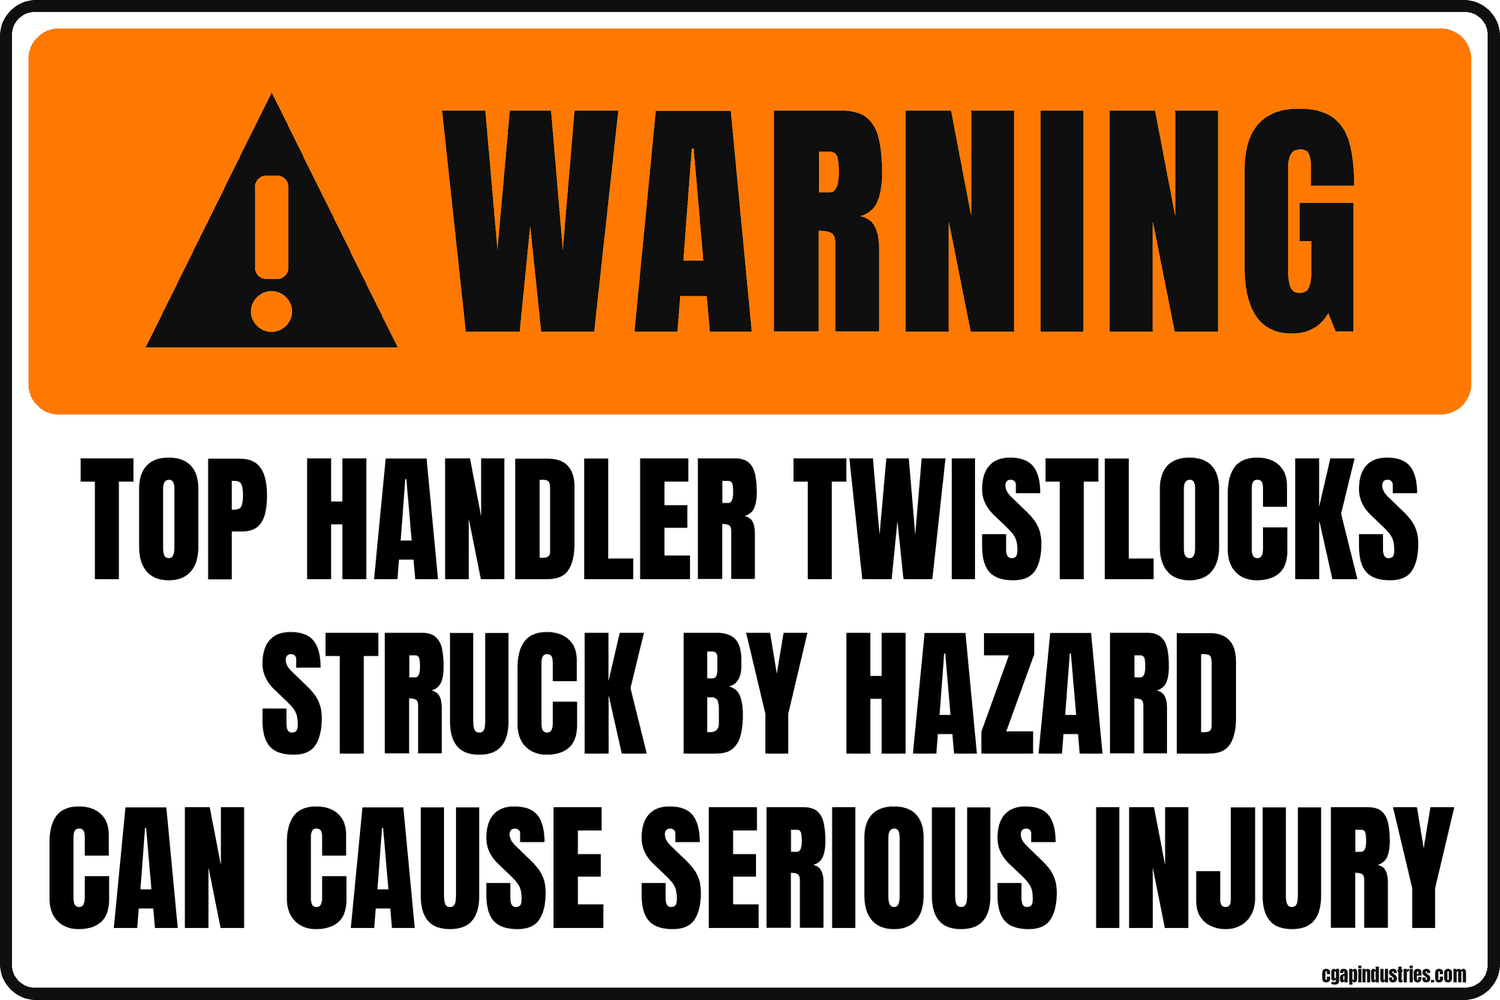 WARNING
TOP HANDLER TWISTLOCKS
STRUCK BY HAZARD
CAN CAUSE SERIOUS INJURY
cgapindustries.com